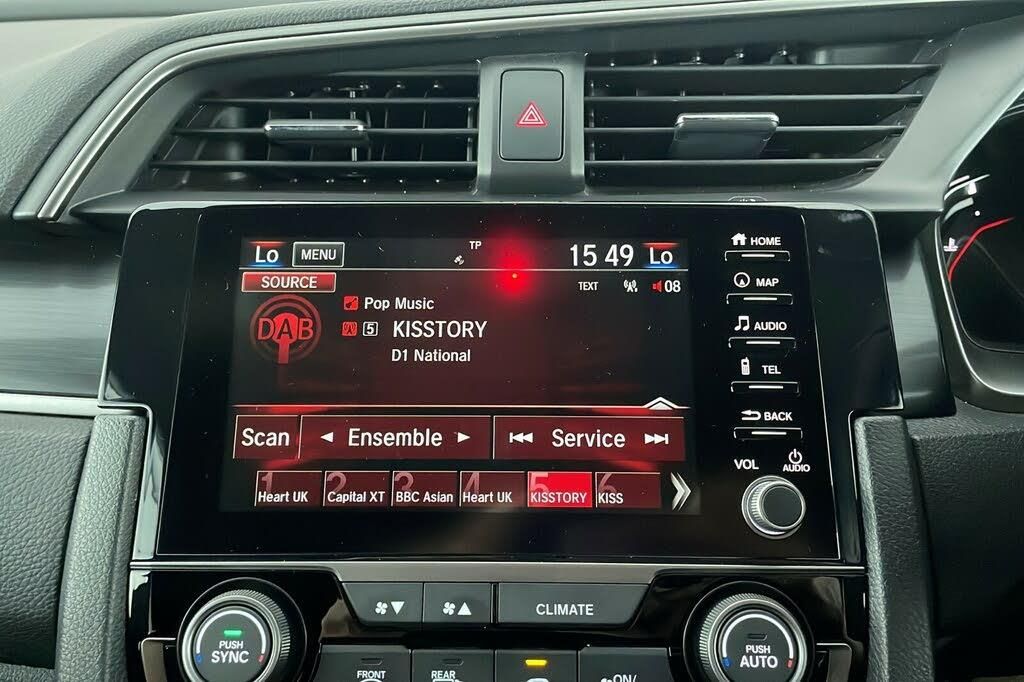 Lo MENU TP 15 49 Lo
HOME
SOURCE
TEXT 08
MAP
Pop Music
DAB
5 KISSTORY
AUDIO
D1 National
TEL
BACK
Scan Ensemble Service
VOL AUDIO
1 Heart UK 2 Capital XT 3 BBC Asian 4 Heart UK 5 KISSTORY 6 KISS
CLIMATE
PUSH
SYNC
PUSH
AUTO
FRONT REAR ON/